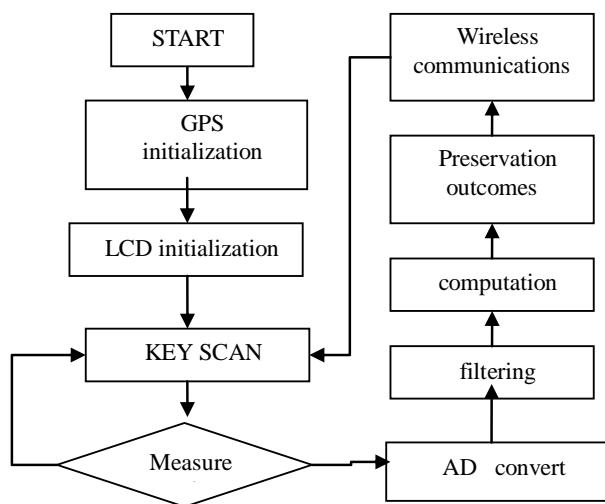 START
GPS
initialization
LCD initialization
KEY SCAN
Measure
AD convert
filtering
computation
Preservation
outcomes
Wireless
communications